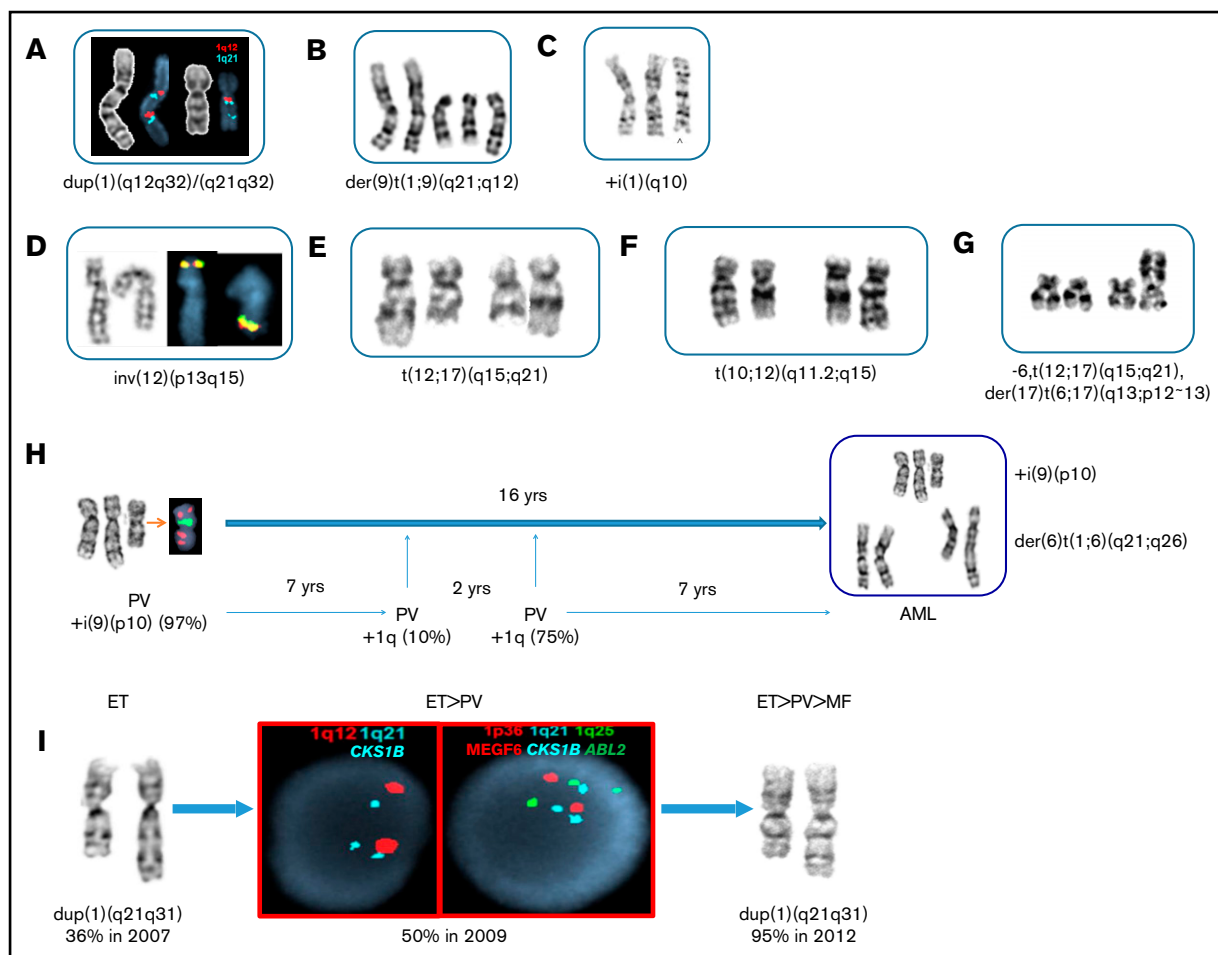 A
1q12
1q21
dup(1)(q12q32)/(q21q32)
B
der(9)t(1;9)(q21;q12)
C
^
+i(1)(q10)
D
inv(12)(p13q15)
E
t(12;17)(q15;q21)
F
t(10;12)(q11.2;q15)
G
-6,t(12;17)(q15;q21),
der(17)t(6;17)(q13;p12~13)
H
PV
+i(9)(p10) (97%)
16 yrs
7 yrs
PV
+1q (10%)
2 yrs
PV
+1q (75%)
7 yrs
+i(9)(p10)
der(6)t(1;6)(q21;q26)
AML
I
ET
dup(1)(q21q31)
36% in 2007
ET>PV
1q12 1q21
CKS1B
1p36 1q21 1q25
MEGF6 CKS1B ABL2
50% in 2009
ET>PV>MF
dup(1)(q21q31)
95% in 2012